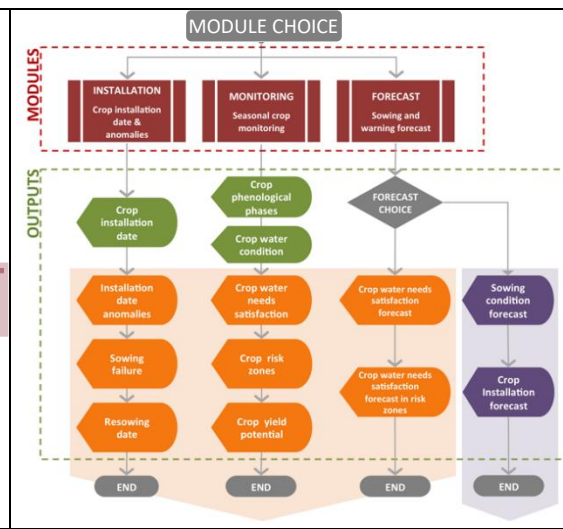 MODULE CHOICE
MODULES
INSTALLATION
Crop installation
date &
anomalies
MONITORING
Seasonal crop
monitoring
FORECAST
Sowing and
warning forecast
OUTPUTS
Crop
installation
date
Crop
phenological
phases
Crop water
condition
FORECAST
CHOICE
Installation
date
anomalies
Crop water
needs
satisfaction
Crop water needs
satisfaction
forecast
Sowing
condition
forecast
Sowing
failure
Crop risk
zones
Crop water needs
satisfaction
forecast in risk
zones
Crop
Installation
forecast
Resowing
date
Crop yield
potential
END
END
END
END